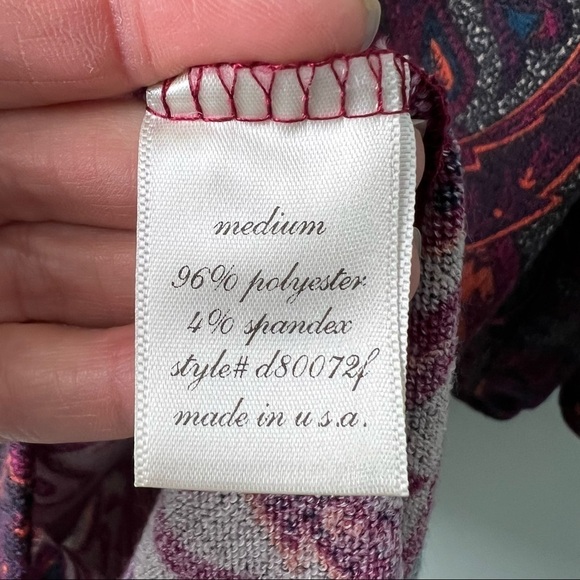 medium
96% polyester
4% spandex
style# d80072f
made in u s.a.